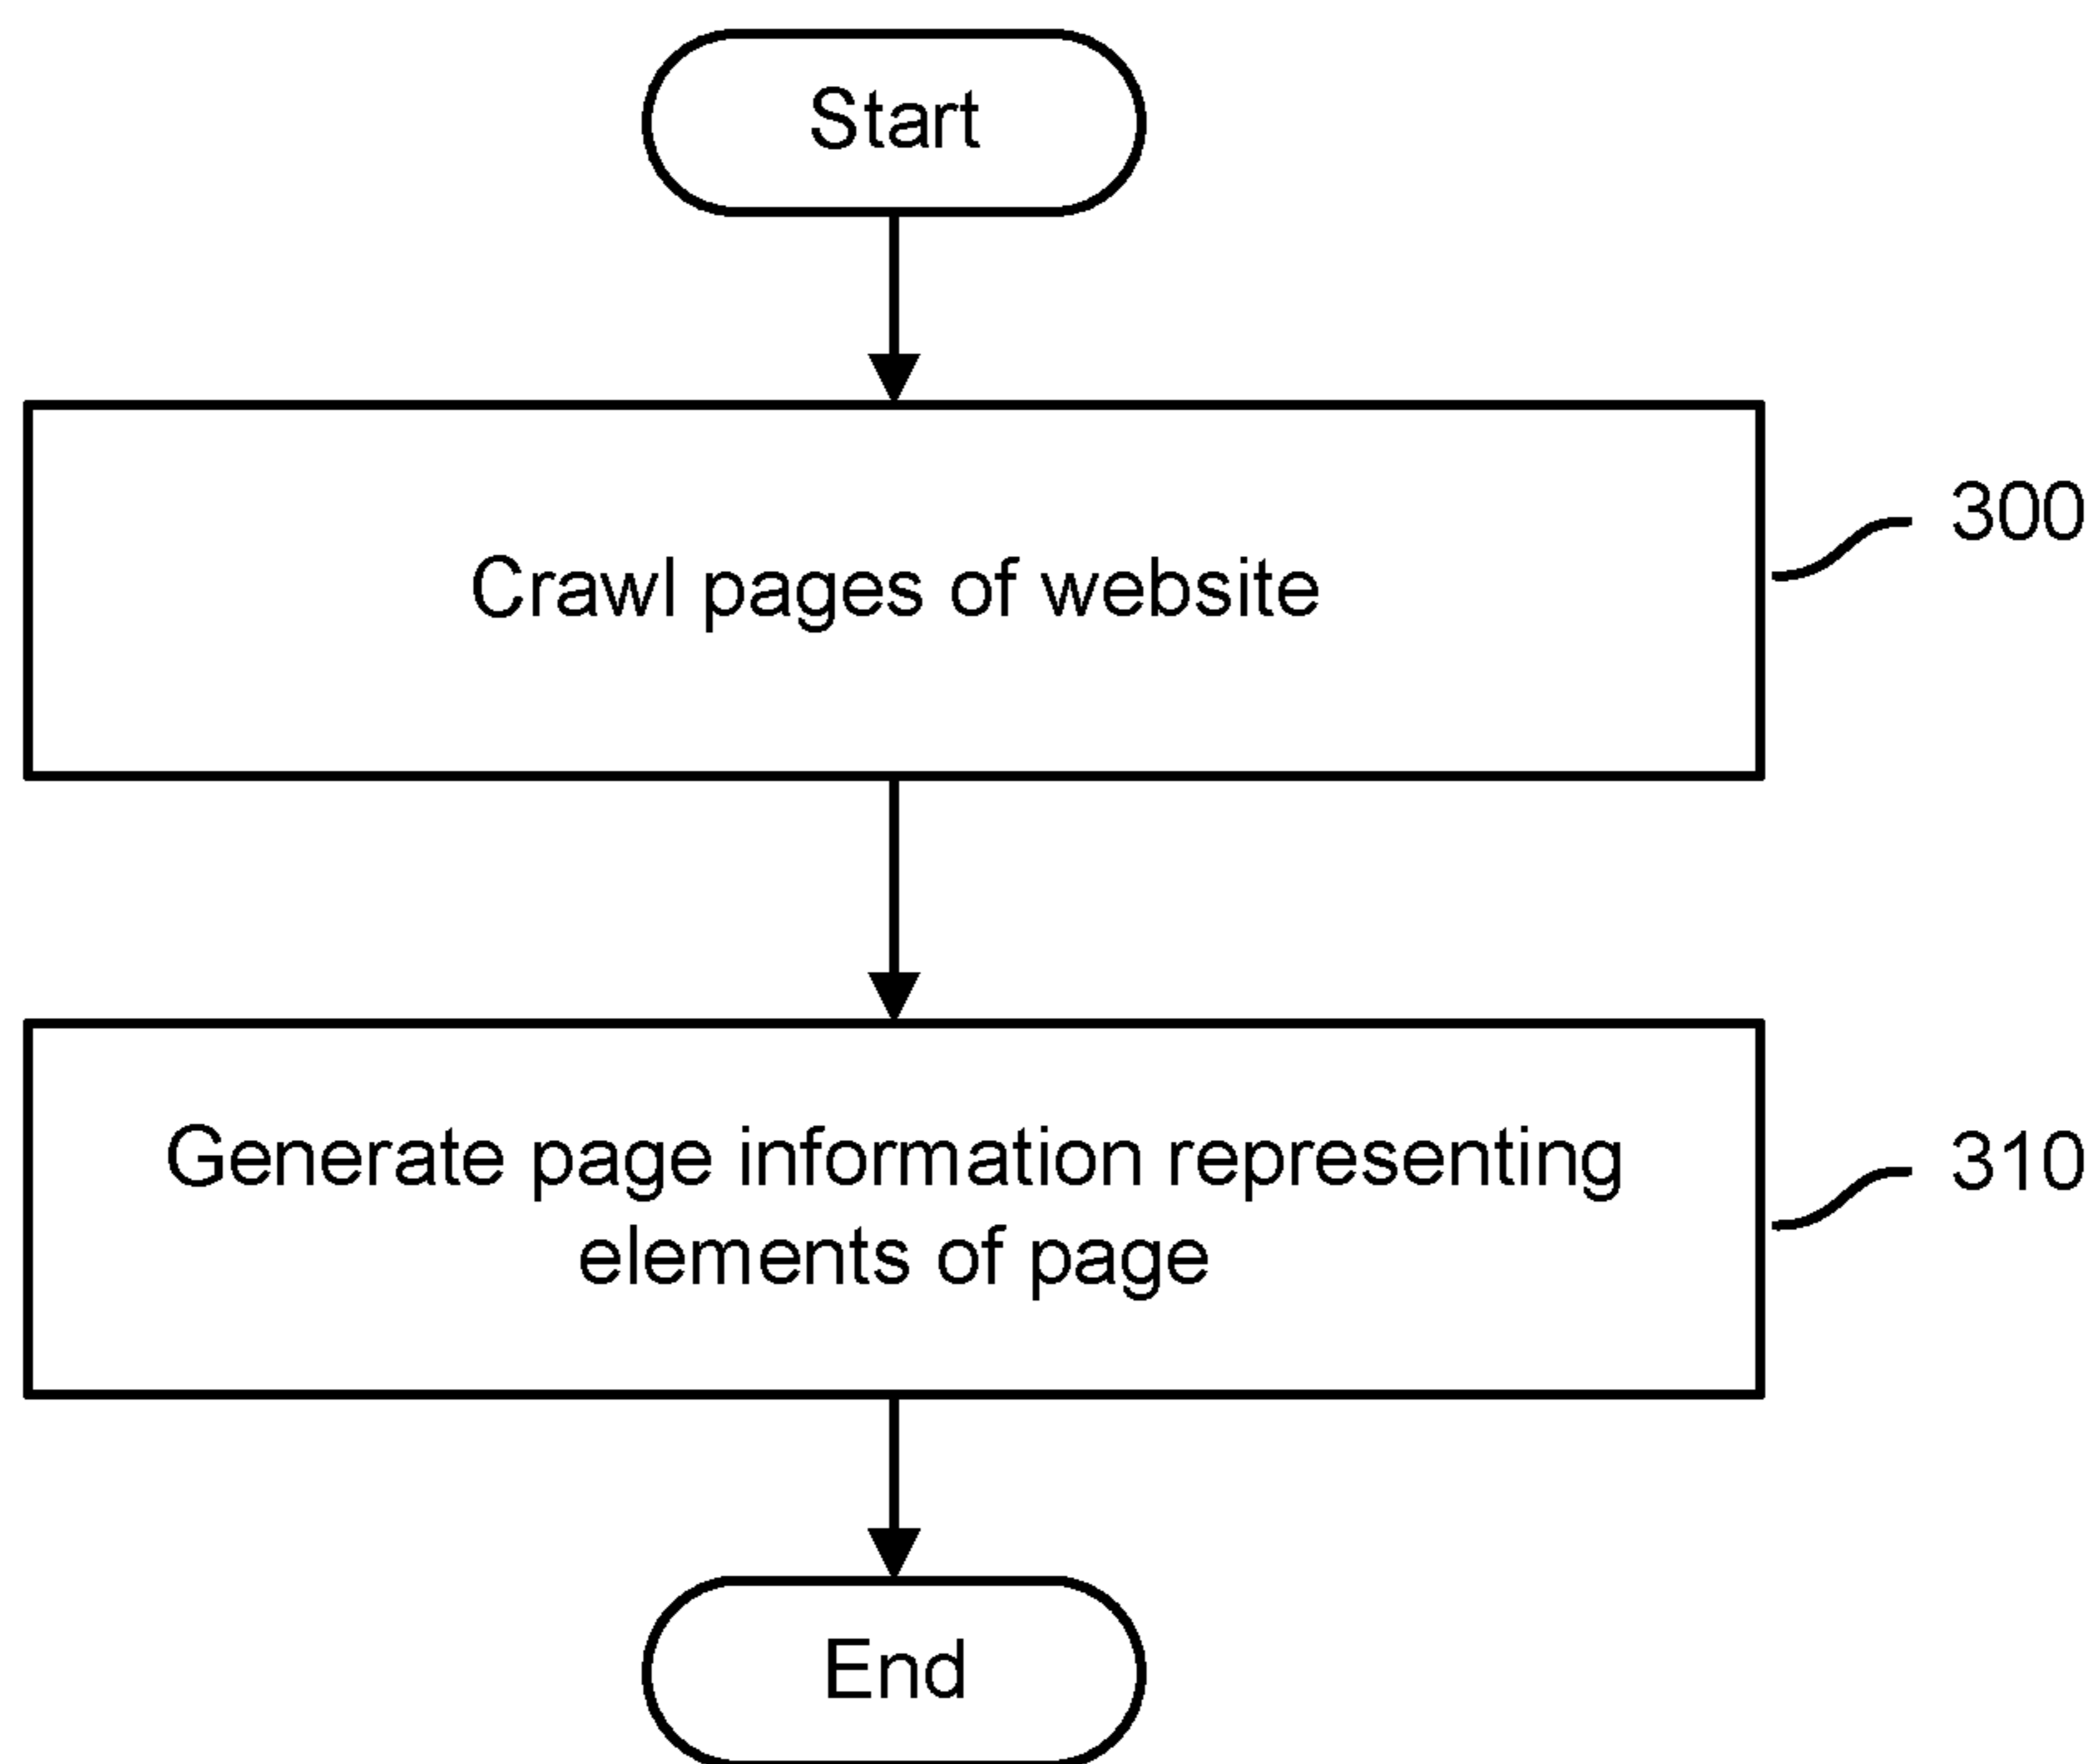 Start
Crawl pages of website
300
Generate page information representing
elements of page
310
End